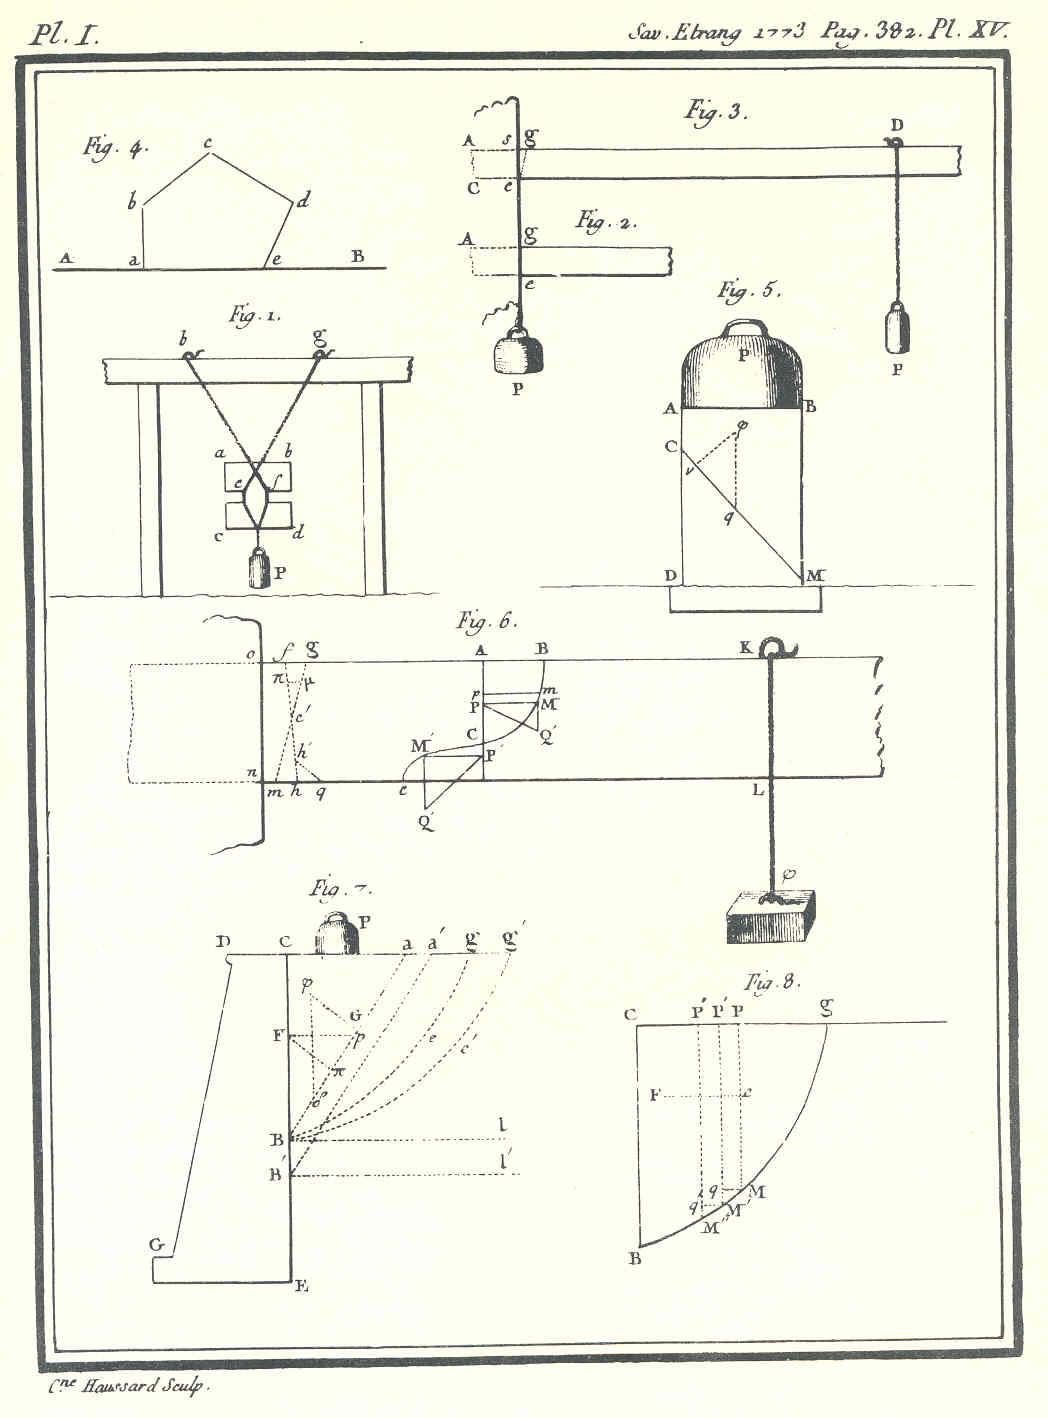 Pl. I.
Sav. Etrang 1773 Pag. 382. Pl. XV.
Fig. 4.
c
b
d
A
a
e
B
Fig. 3.
A
s
g
D
C
e
P
Fig. 2.
A
g
e
P
Fig. 1.
b
g
a
b
e
f
c
d
P
Fig. 5.
P
A
B
C
φ
ν
q
D
M
Fig. 6.
o
f
g
A
B
K
π
μ
p
m
P
M
c'
C
Q'
h'
M'
P'
n
m
h
q
e
L
Q'
φ
Fig. 7.
D
C
P
a
a'
g
g'
φ
G
F
p
e
e'
π
B
l
B'
l'
G
E
Fig. 8.
C
P"
P'
P
g
F
c
q
M
q'
M'
M"
B
Cne. Haussard Sculp.